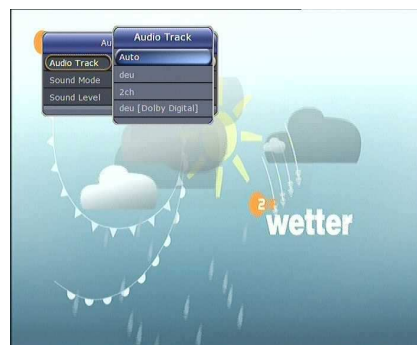 Au
Audio Track
Sound Mode
Sound Level
Audio Track
Auto
deu
2ch
deu [Dolby Digital]
2
wetter